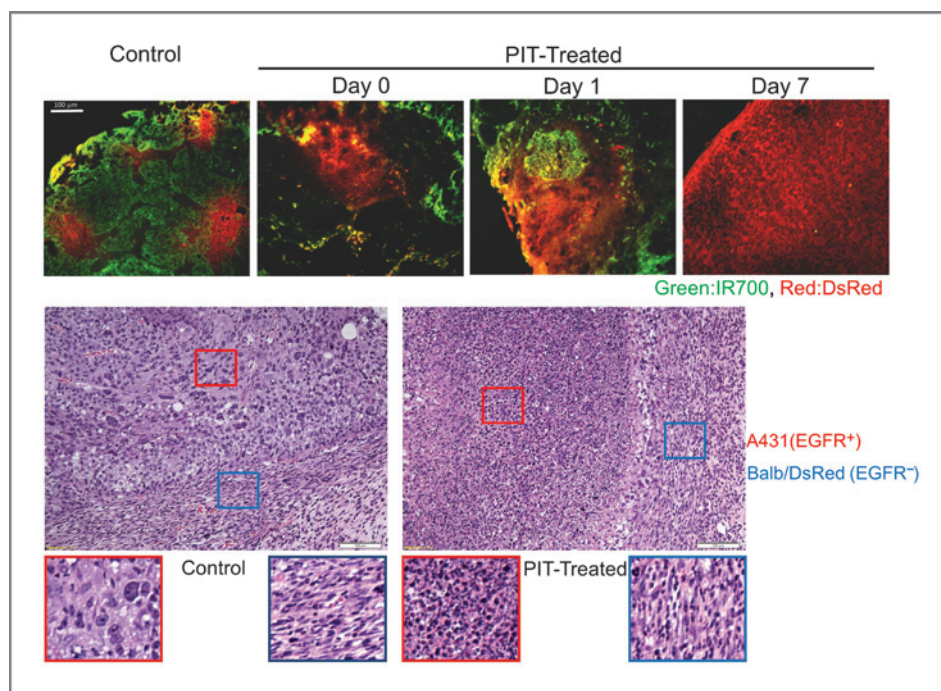 Control
PIT-Treated
Day 0
Day 1
Day 7
100 µm
Green:IR700, Red:DsRed
A431(EGFR⁺)
Balb/DsRed (EGFR⁻)
Control
PIT-Treated